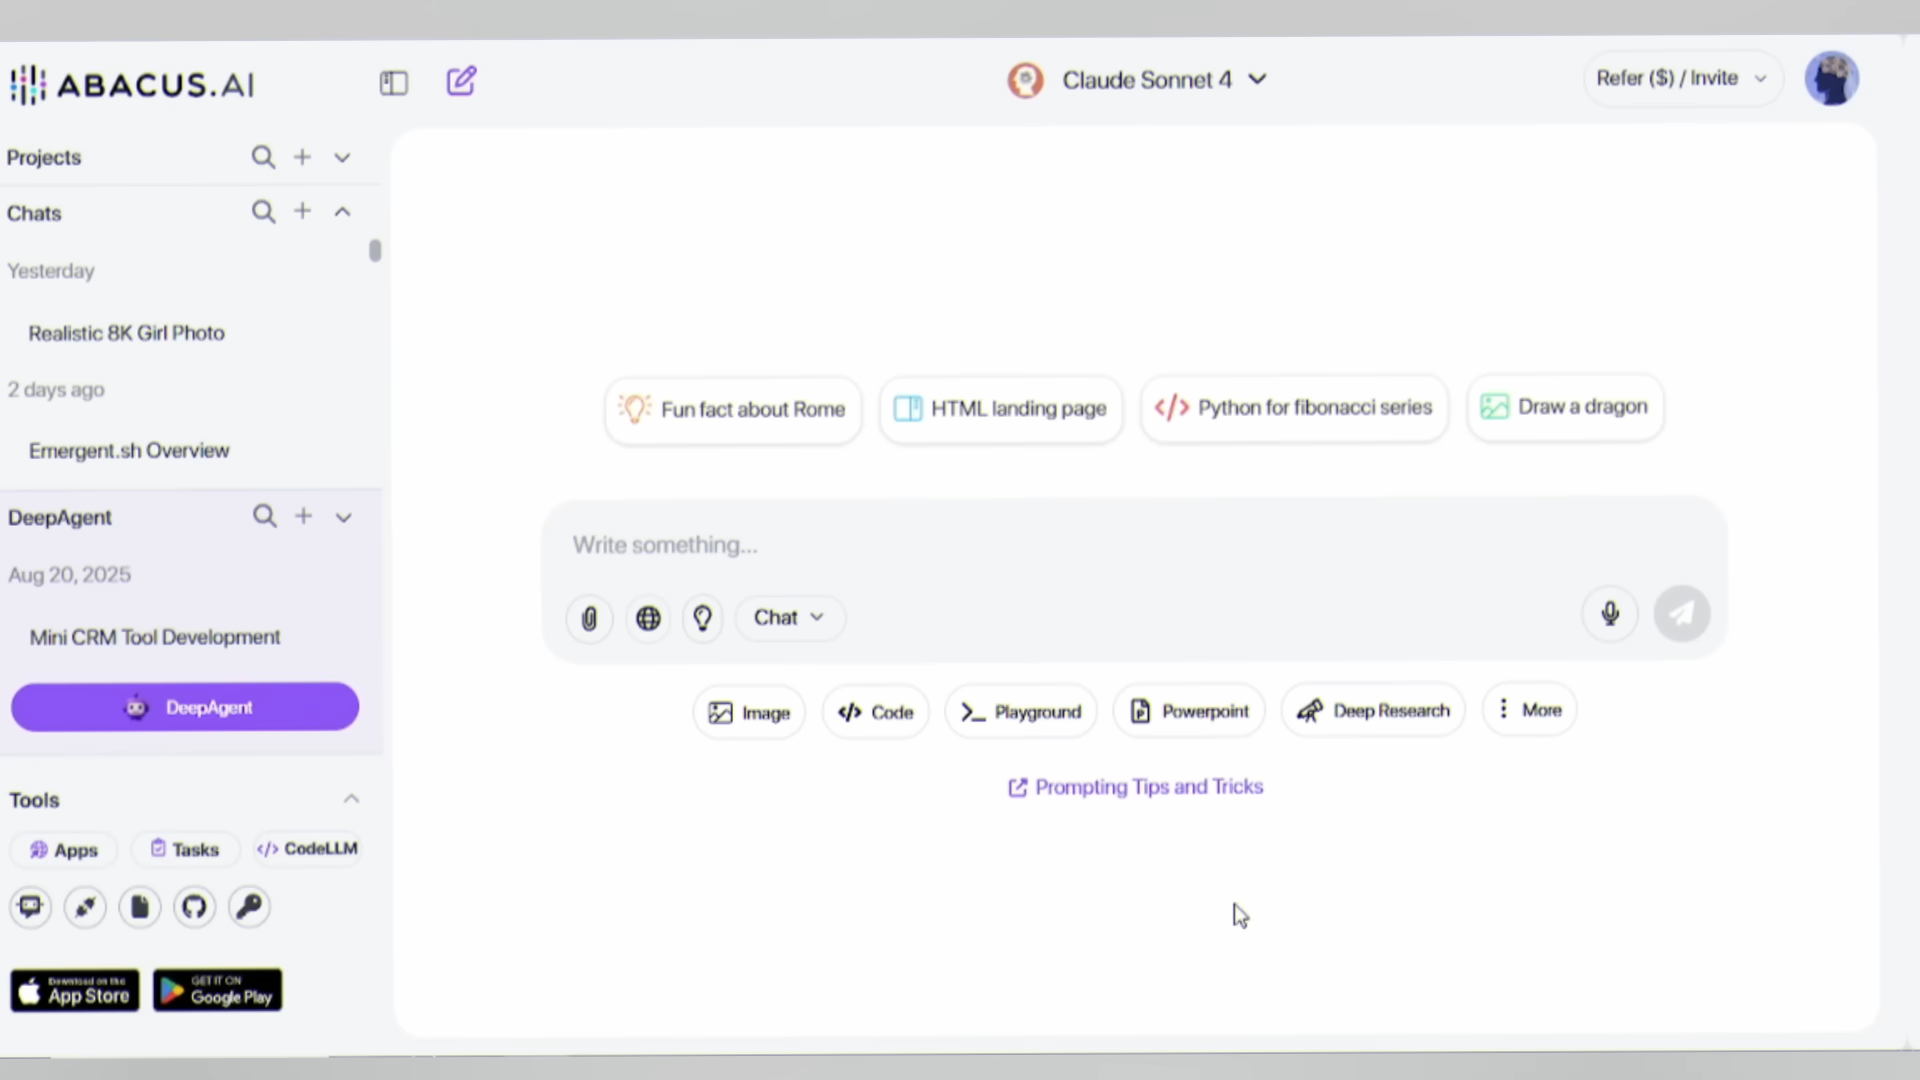 ABACUS.AI
Claude Sonnet 4
Refer ($) / Invite
Projects
Chats
Yesterday
Realistic 8K Girl Photo
2 days ago
Emergent.sh Overview
DeepAgent
Aug 20, 2025
Mini CRM Tool Development
DeepAgent
Tools
Apps
Tasks
</> CodeLLM
Download on the
App Store
GET IT ON
Google Play
Fun fact about Rome
HTML landing page
</> Python for fibonacci series
Draw a dragon
Write something...
Chat
Image
</> Code
>_ Playground
Powerpoint
Deep Research
More
Prompting Tips and Tricks